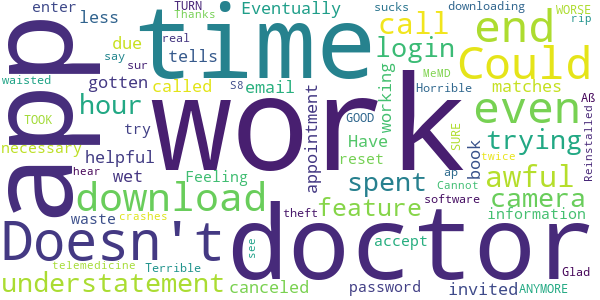 enter less TURN Thanks Eventually sucks downloading WORSE rip
app due say sur real time call end
tells login Could
waisted gotten called S8 email working MeMD Horrible matches Aß
hour TOOK try work GOOD even
necessary helpful wet appointment Have reset SURE trying book twice Reinstalled
hear Feeling spent ap Cannot awful
download feature software camera
waste crashes theft information
Doesn't doctor see accept
telemedicine Terrible Glad
understatement canceled password invited ANYMORE